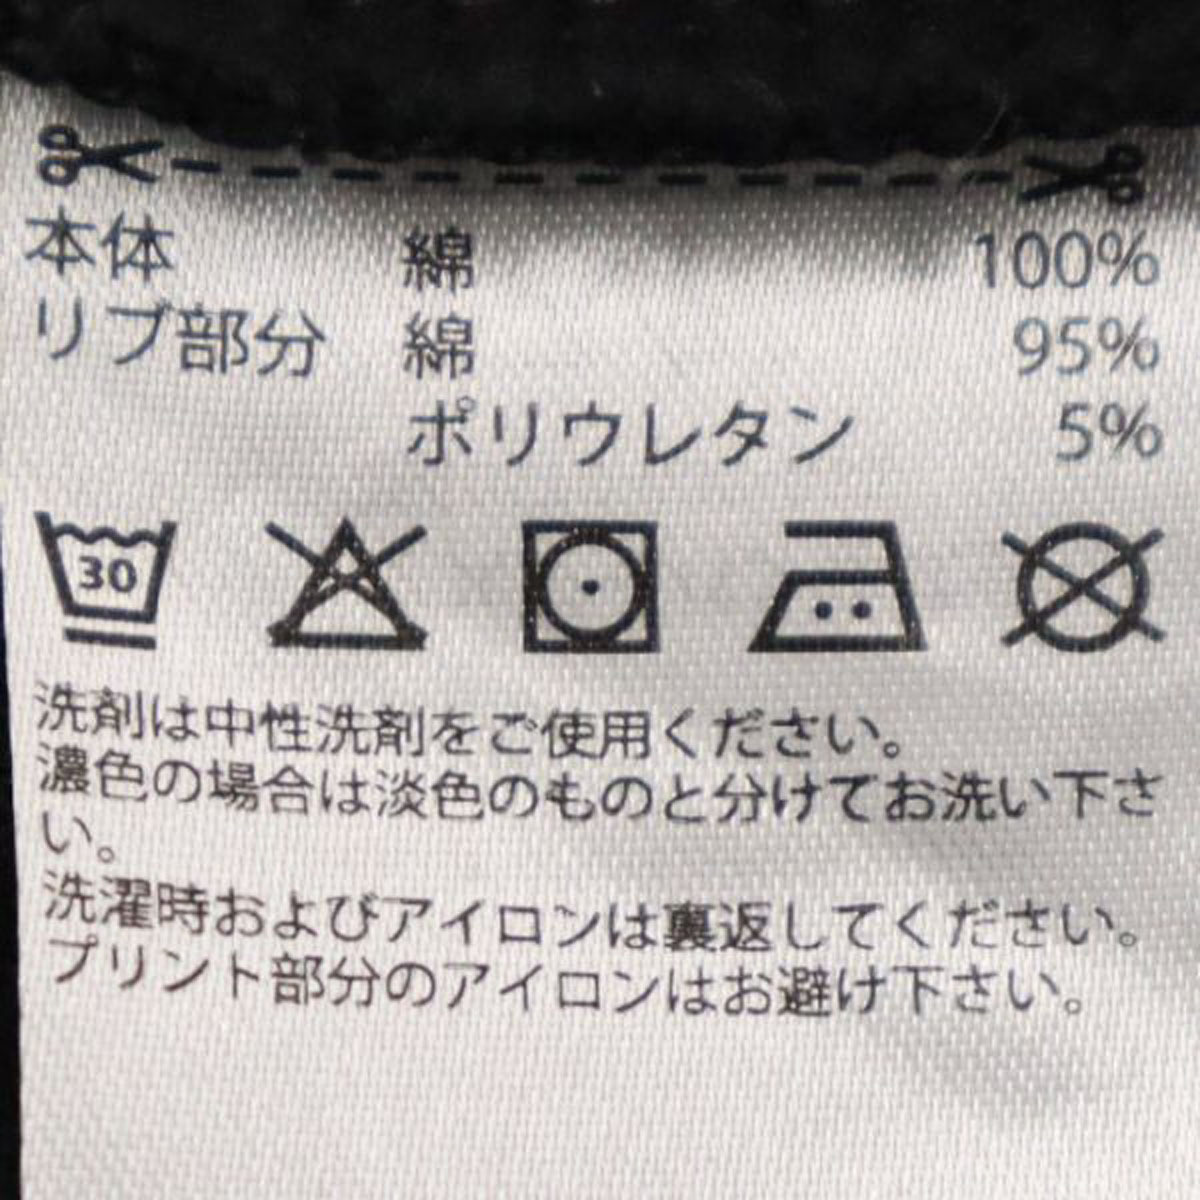 本体 綿 100%
リブ部分 綿 95%
ポリウレタン 5%
30
洗剤は中性洗剤をご使用ください。
濃色の場合は淡色のものと分けてお洗い下さ
い。
洗濯時およびアイロンは裏返してください。
プリント部分のアイロンはお避け下さい。